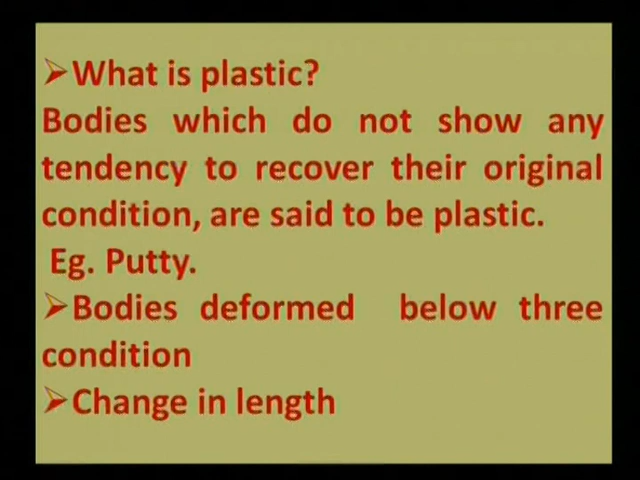 ➢What is plastic?
Bodies which do not show any
tendency to recover their original
condition, are said to be plastic.
Eg. Putty.
➢Bodies deformed below three
condition
➢Change in length